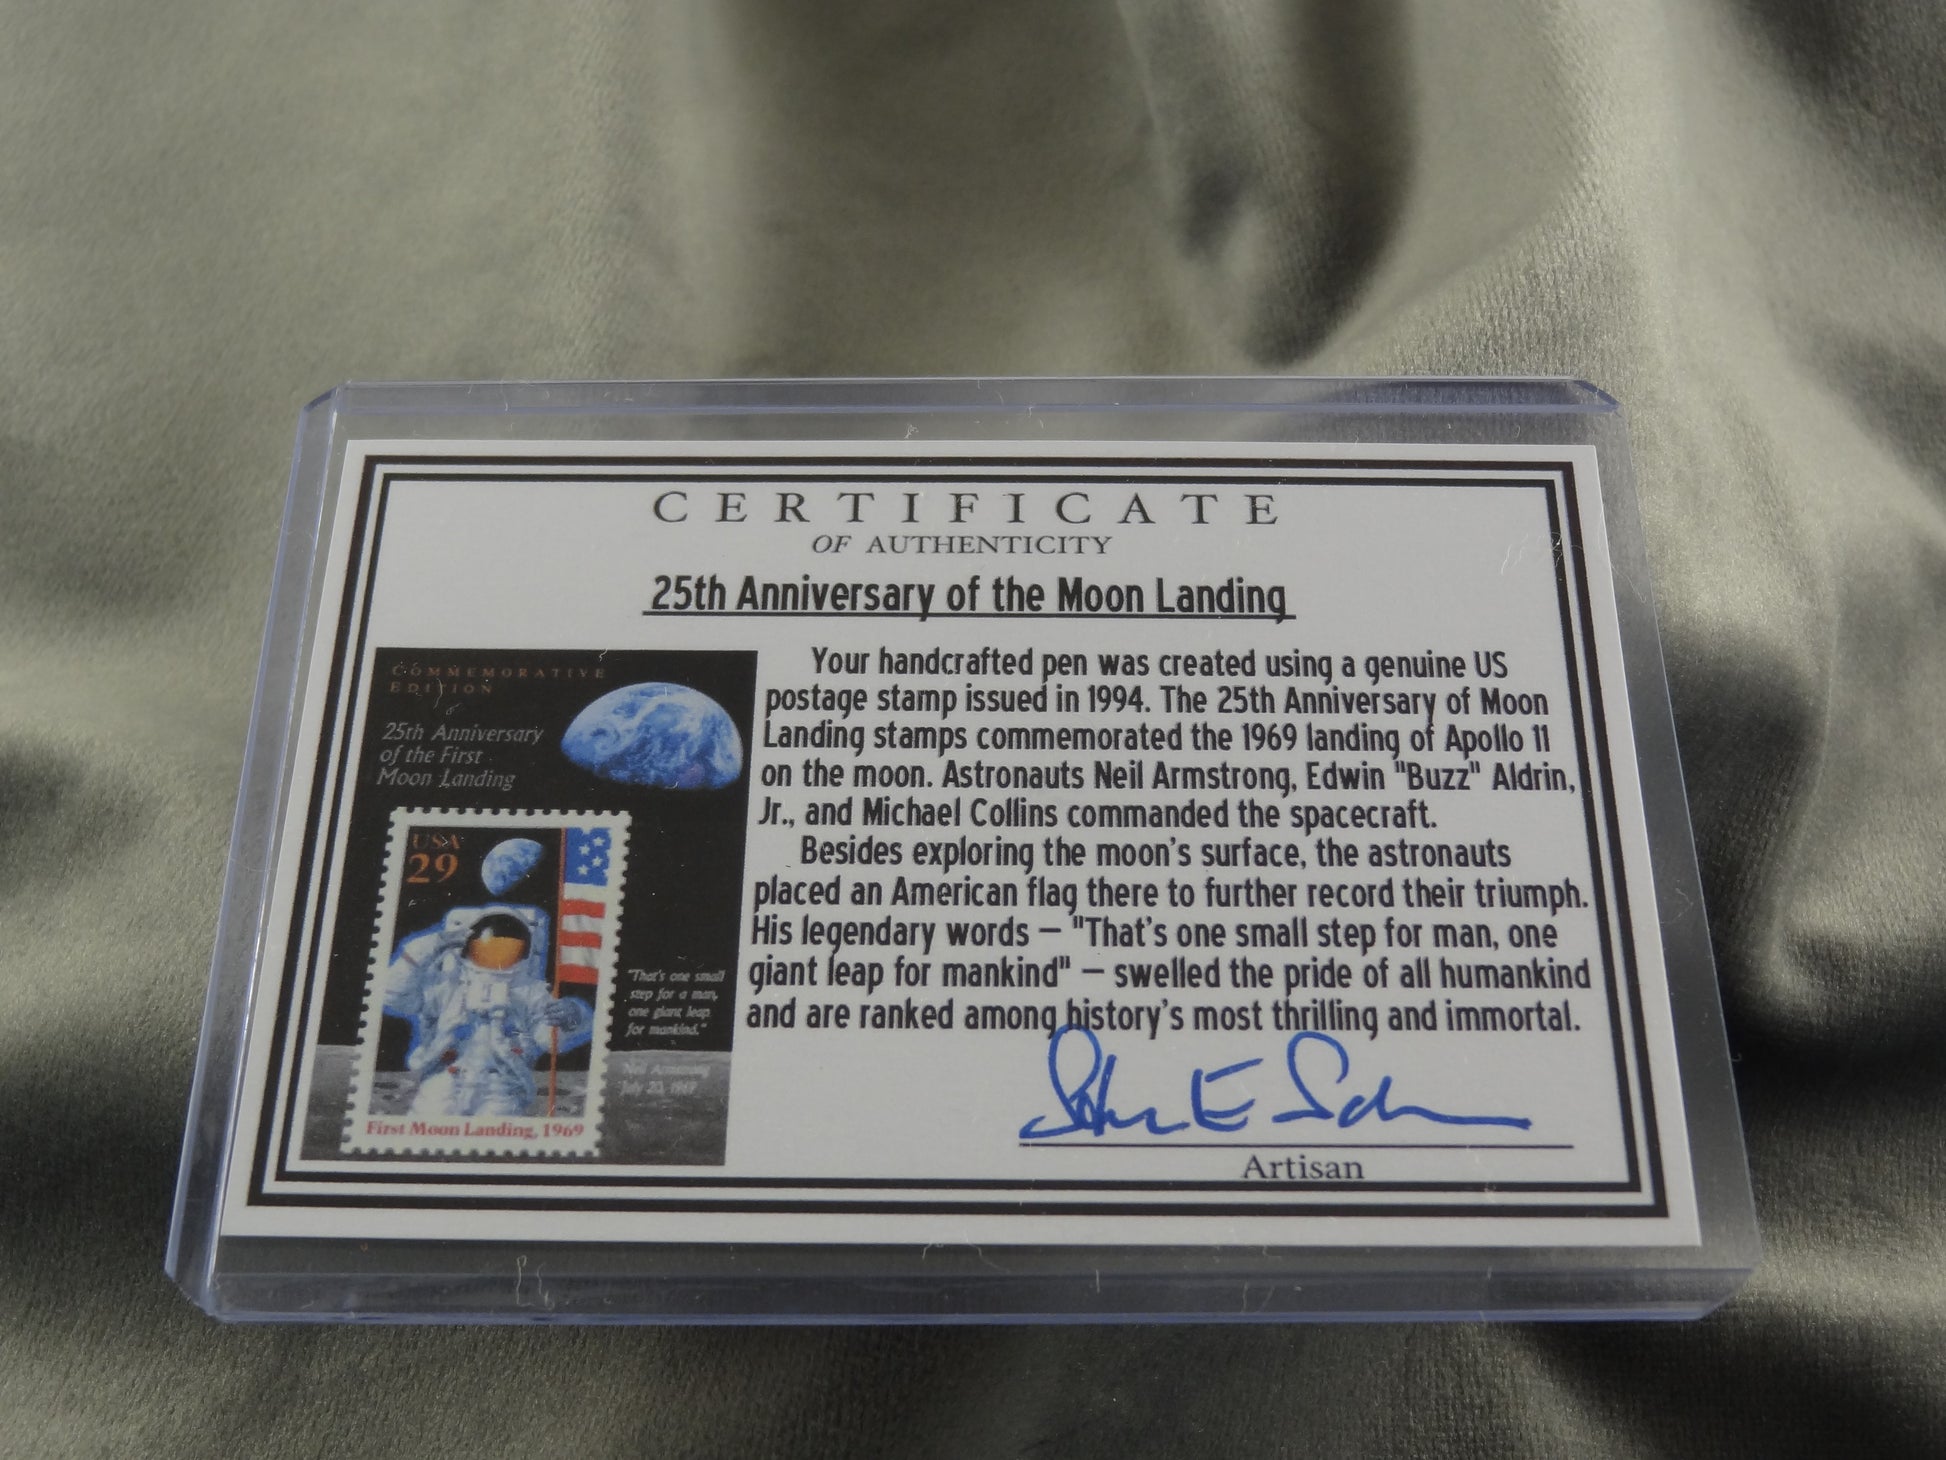 CERTIFICATE
OF AUTHENTICITY
25th Anniversary of the Moon Landing
COMMEMORATIVE
EDITION
25th Anniversary
of the First
Moon Landing
USA
29
"That's one small
step for a man,
one giant leap
for mankind."
Neil Armstrong
July 20, 1969
First Moon Landing, 1969
Your handcrafted pen was created using a genuine US
postage stamp issued in 1994. The 25th Anniversary of Moon
Landing stamps commemorated the 1969 landing of Apollo 11
on the moon. Astronauts Neil Armstrong, Edwin "Buzz" Aldrin,
Jr., and Michael Collins commanded the spacecraft.
Besides exploring the moon's surface, the astronauts
placed an American flag there to further record their triumph.
His legendary words — "That's one small step for man, one
giant leap for mankind" — swelled the pride of all humankind
and are ranked among history's most thrilling and immortal.
Artisan